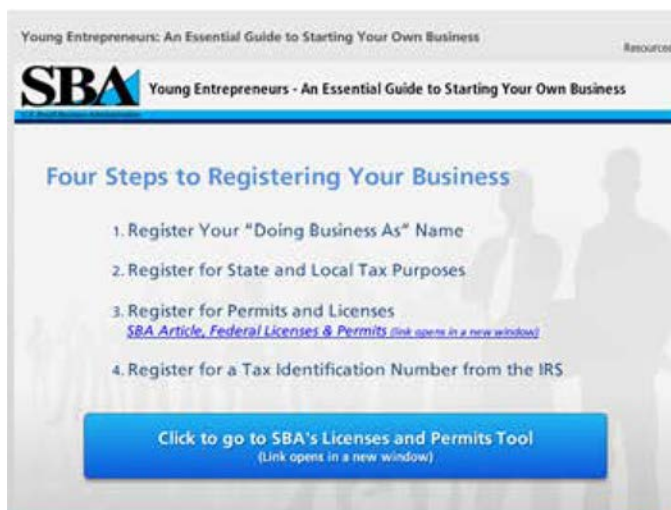 Young Entrepreneurs: An Essential Guide to Starting Your Own Business
Resources
SBA Young Entrepreneurs - An Essential Guide to Starting Your Own Business
U.S. Small Business Administration
Four Steps to Registering Your Business
1. Register Your “Doing Business As” Name
2. Register for State and Local Tax Purposes
3. Register for Permits and Licenses
SBA Article, Federal Licenses & Permits (link opens in a new window)
4. Register for a Tax Identification Number from the IRS
Click to go to SBA's Licenses and Permits Tool
(Link opens in a new window)